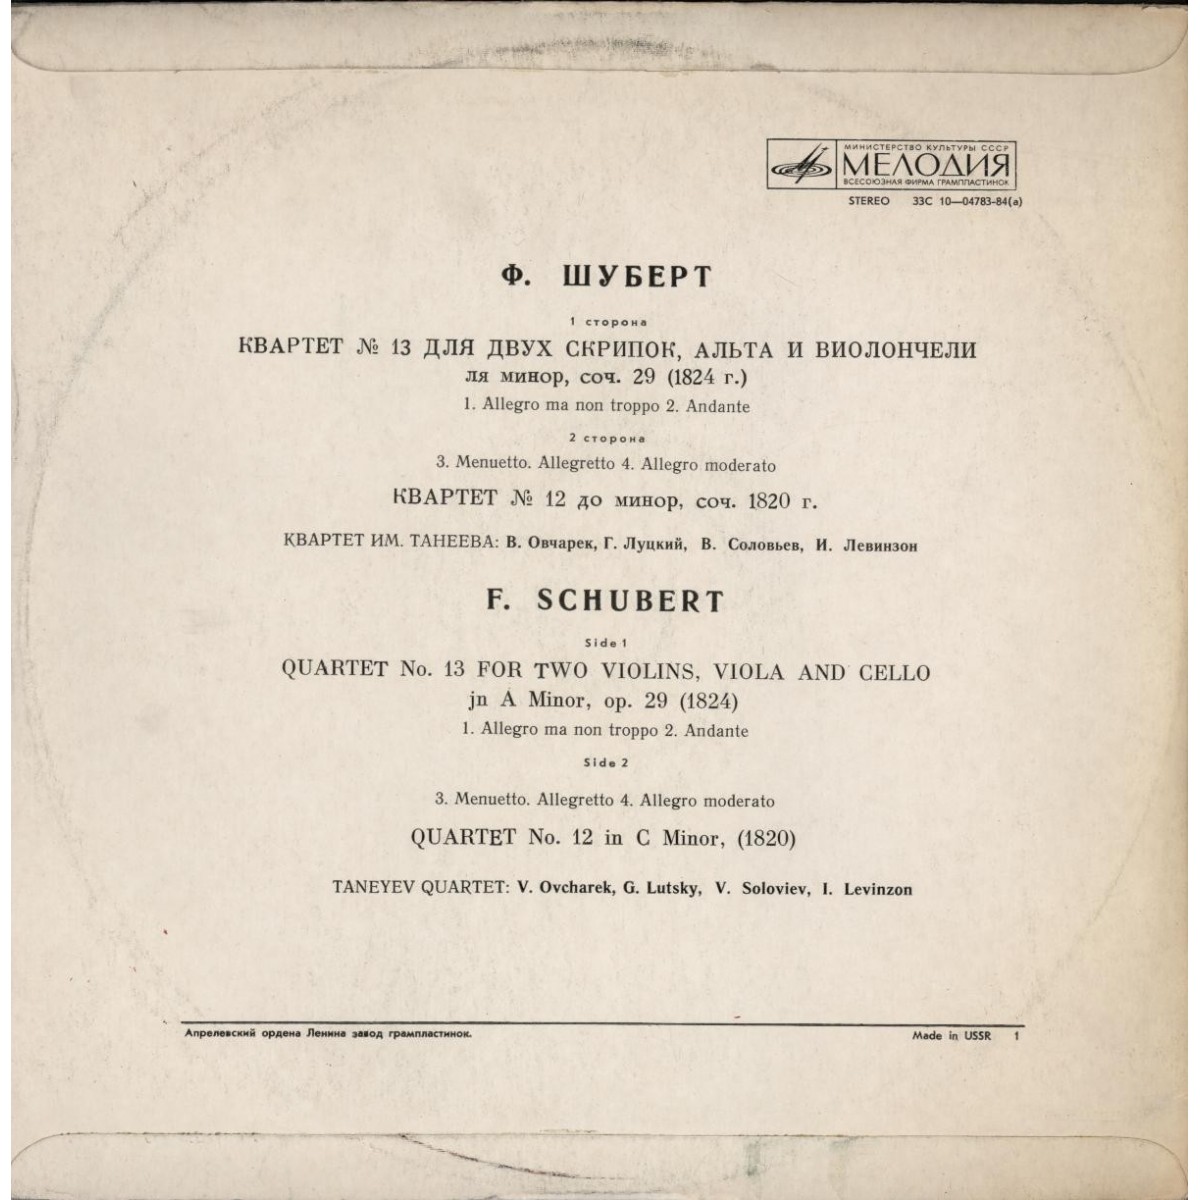 МИНИСТЕРСТВО КУЛЬТУРЫ СССР
МЕЛОДИЯ
ВСЕСОЮЗНАЯ ФИРМА ГРАМПЛАСТИНОК
STEREO 33С 10—04783-84(а)
Ф. ШУБЕРТ
1 сторона
КВАРТЕТ № 13 ДЛЯ ДВУХ СКРИПОК, АЛЬТА И ВИОЛОНЧЕЛИ
ля минор, соч. 29 (1824 г.)
1. Allegro ma non troppo 2. Andante
2 сторона
3. Menuetto. Allegretto 4. Allegro moderato
КВАРТЕТ № 12 до минор, соч. 1820 г.
КВАРТЕТ ИМ. ТАНЕЕВА: В. Овчарек, Г. Луцкий, В. Соловьев, И. Левинзон
F. SCHUBERT
Side 1
QUARTET No. 13 FOR TWO VIOLINS, VIOLA AND CELLO
jn A Minor, op. 29 (1824)
1. Allegro ma non troppo 2. Andante
Side 2
3. Menuetto. Allegretto 4. Allegro moderato
QUARTET No. 12 in C Minor, (1820)
TANEYEV QUARTET: V. Ovcharek, G. Lutsky, V. Soloviev, I. Levinzon
Апрелевский ордена Ленина завод грампластинок. Made in USSR 1